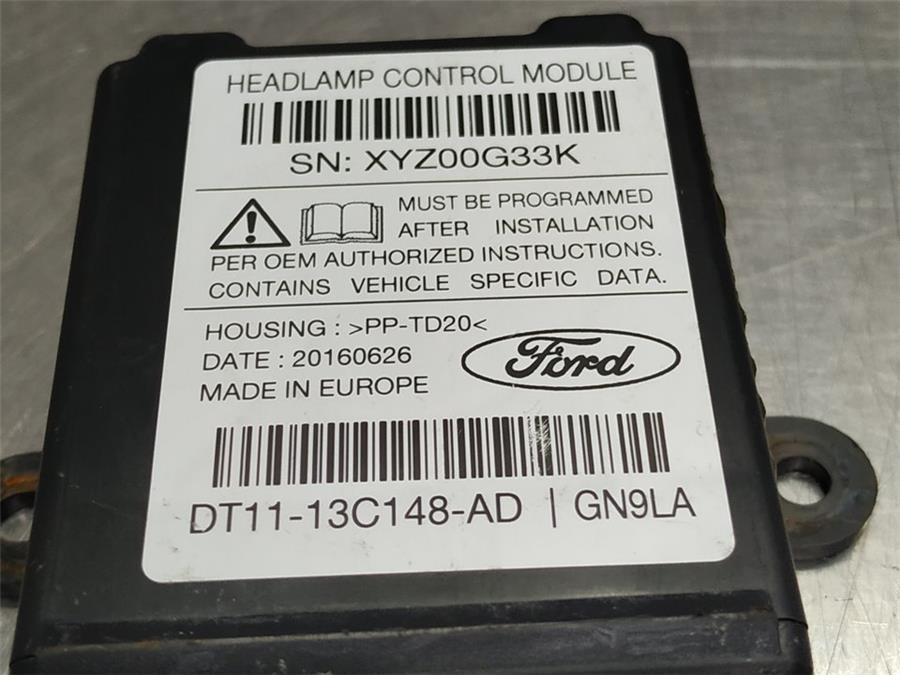 HEADLAMP CONTROL MODULE
SN: XYZ00G33K
MUST BE PROGRAMMED
AFTER INSTALLATION
PER OEM AUTHORIZED INSTRUCTIONS.
CONTAINS VEHICLE SPECIFIC DATA.
HOUSING : >PP-TD20<
DATE : 20160626
MADE IN EUROPE
Ford
DT11-13C148-AD | GN9LA